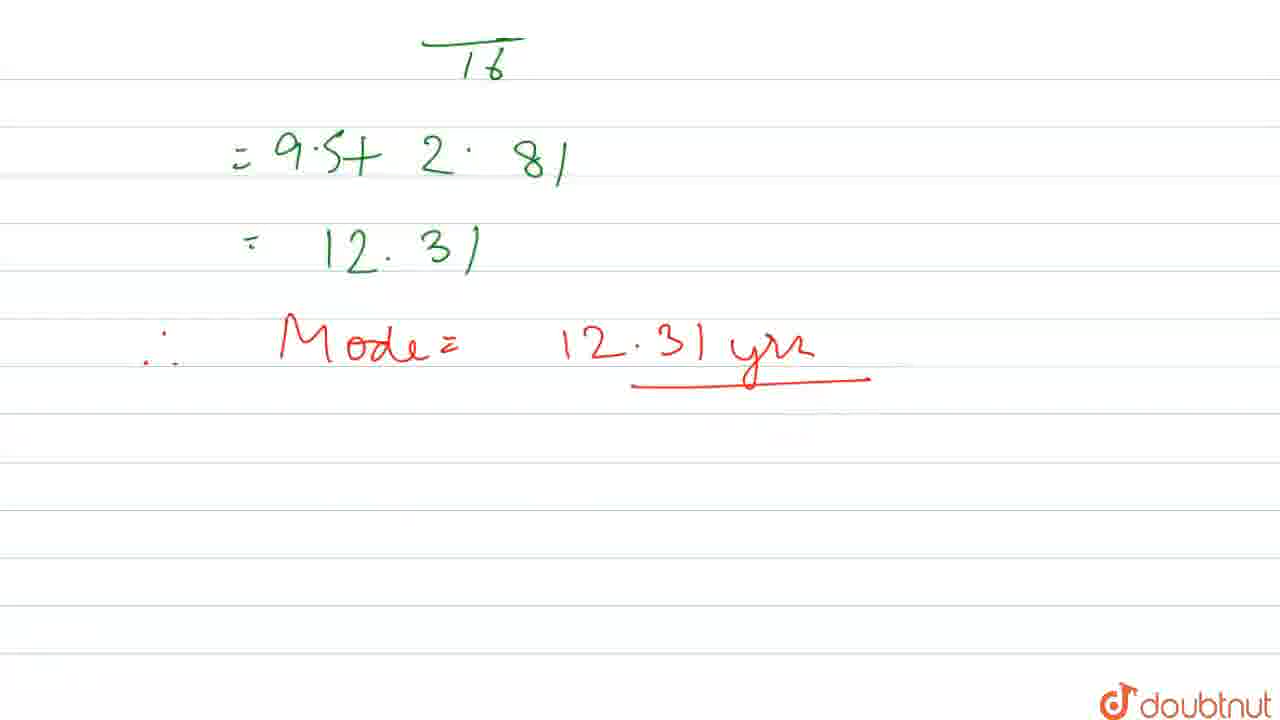 16
= 9.5+ 2.81
= 12.31
∴ Mode= 12.31 yrs
doubtnut